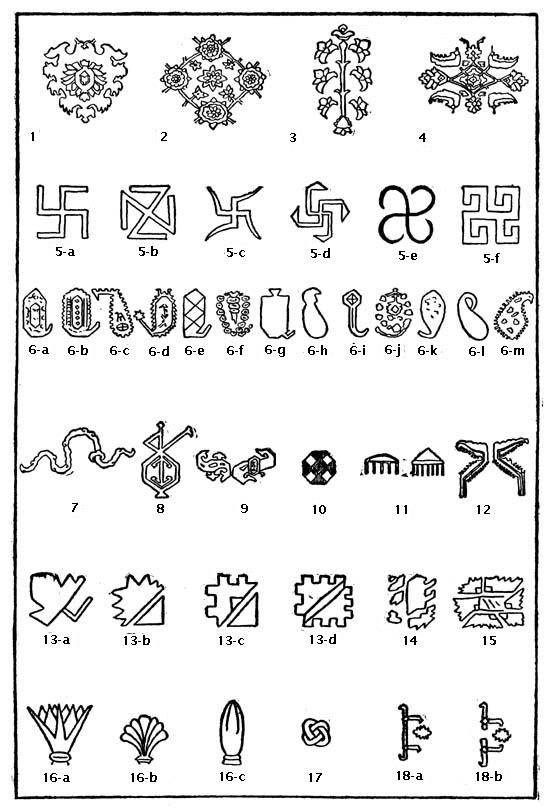 1 2 3 4
5-a 5-b 5-c 5-d 5-e 5-f
6-a 6-b 6-c 6-d 6-e 6-f 6-g 6-h 6-i 6-j 6-k 6-l 6-m
7 8 9 10 11 12
13-a 13-b 13-c 13-d 14 15
16-a 16-b 16-c 17 18-a 18-b